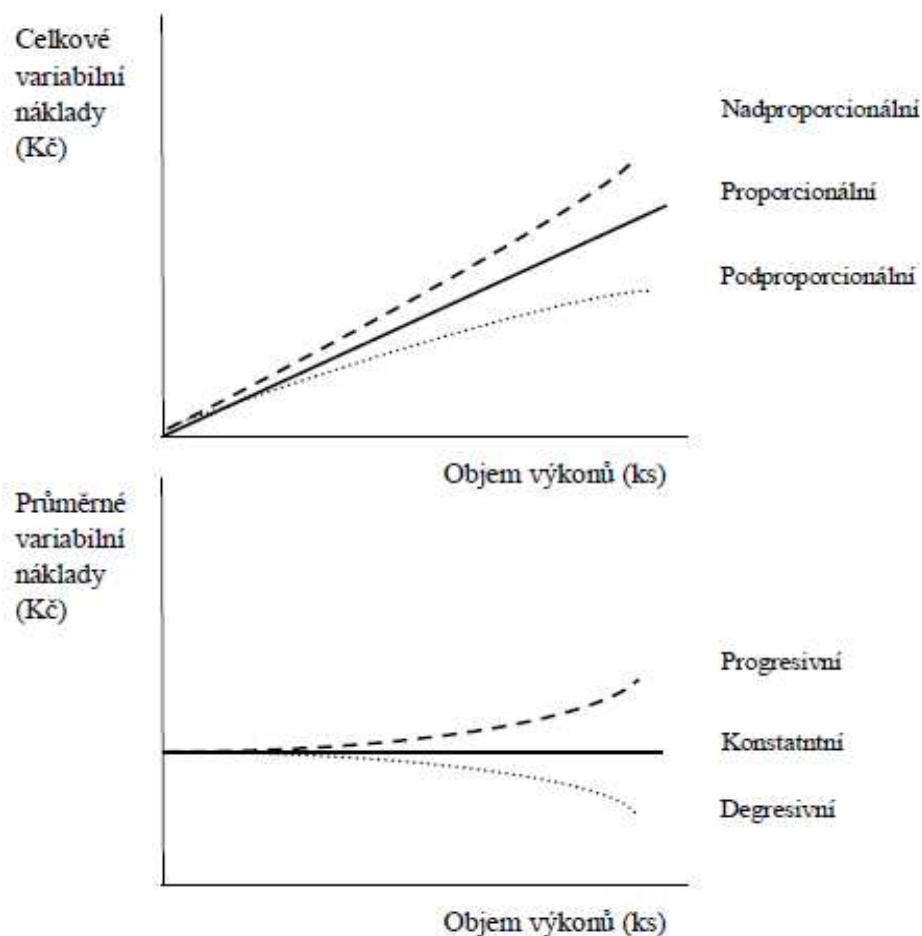 Celkové
variabilní
náklady
(Kč)
Nadproporcionální
Proporcionální
Podproporcionální
Objem výkonů (ks)
Průměrné
variabilní
náklady
(Kč)
Progresivní
Konstatntní
Degresivní
Objem výkonů (ks)